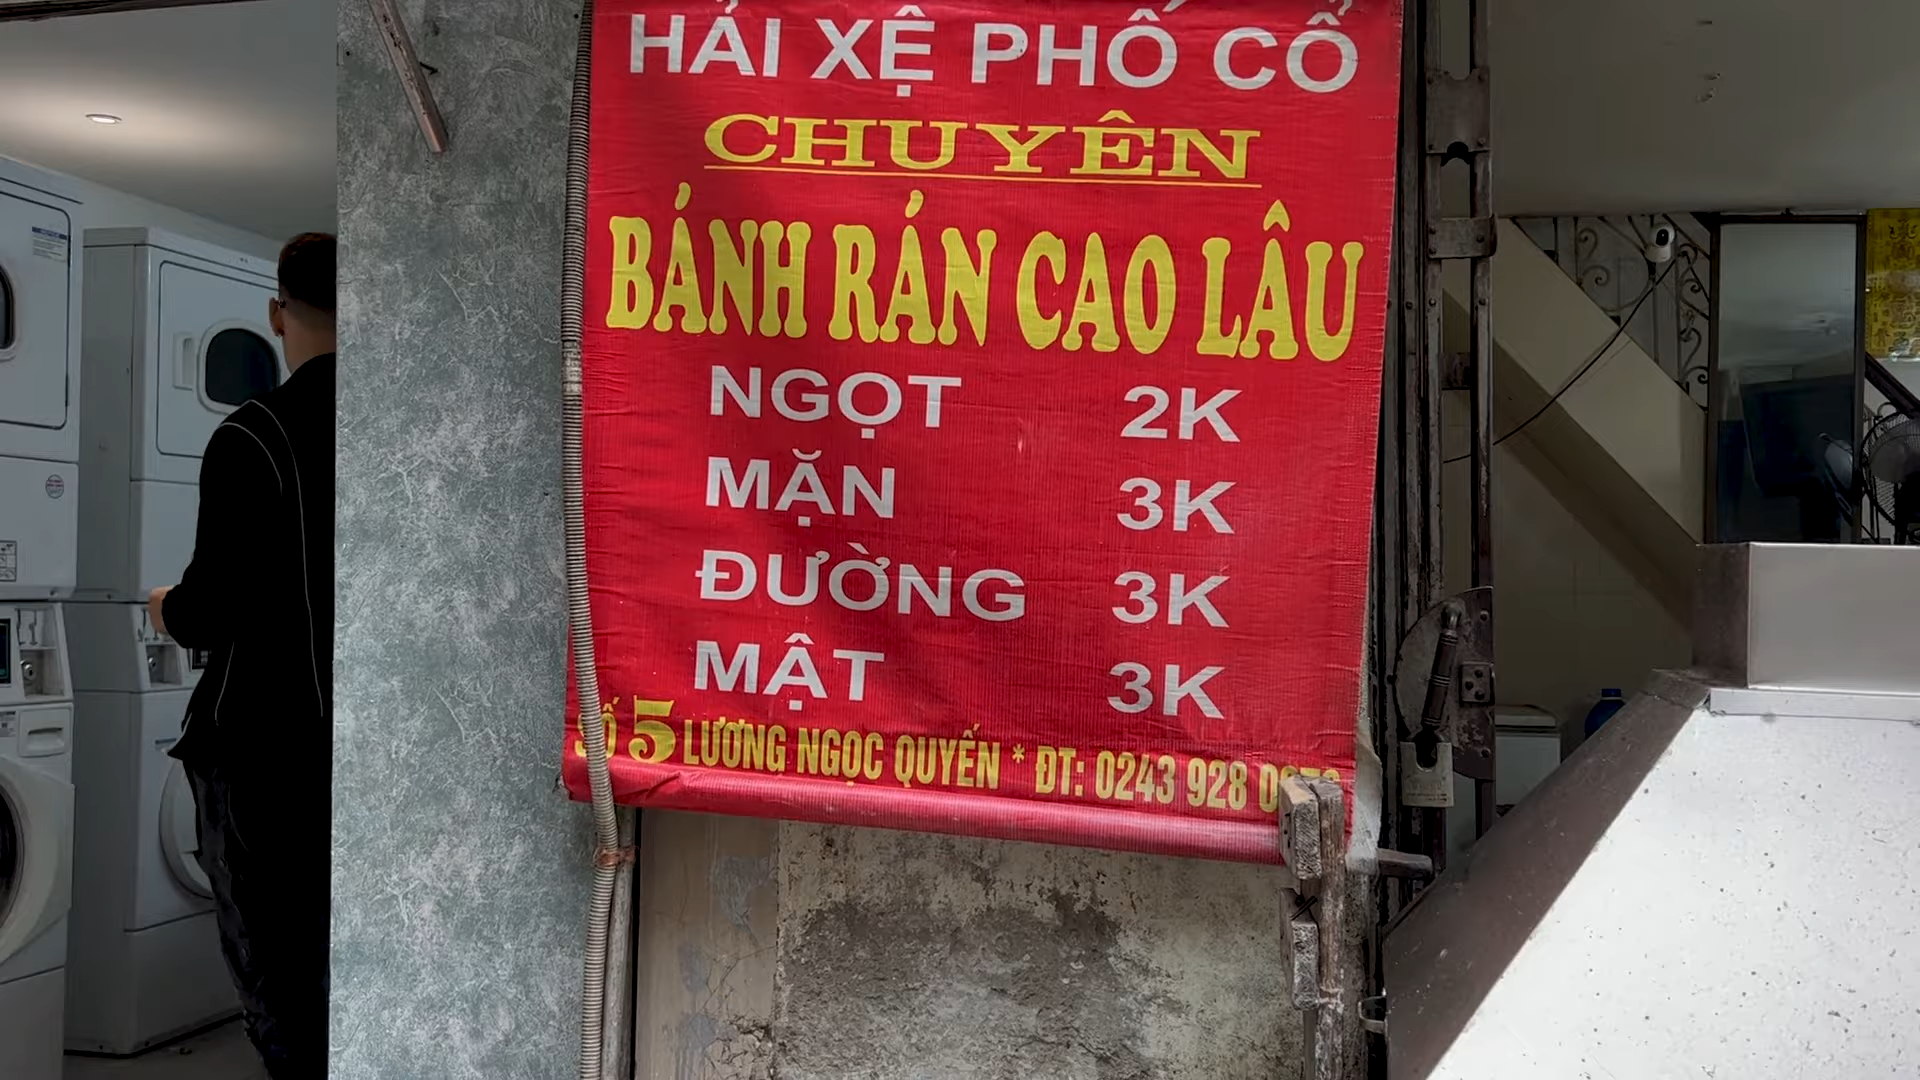 HẢI XỆ PHỐ CỔ
CHUYÊN
BÁNH RÁN CAO LÂU
NGỌT 2K
MẶN 3K
ĐƯỜNG 3K
MẬT 3K
SỐ 5 LƯƠNG NGỌC QUYẾN * ĐT: 0243 928